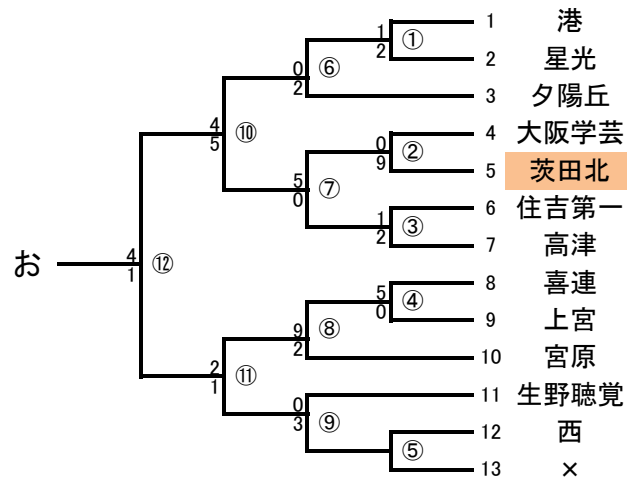 1 港
1 ① 2
2 星光
0 ⑥ 2
3 夕陽丘
4 ⑩ 5
4 大阪学芸
0 ② 9
5 茨田北
5 ⑦ 0
6 住吉第一
1 ③ 2
7 高津
お 4 ⑫ 1
8 喜連
5 ④ 0
9 上宮
9 ⑧ 2
10 宮原
2 ⑪ 1
11 生野聴覚
0 ⑨ 3
12 西
⑤
13 ×